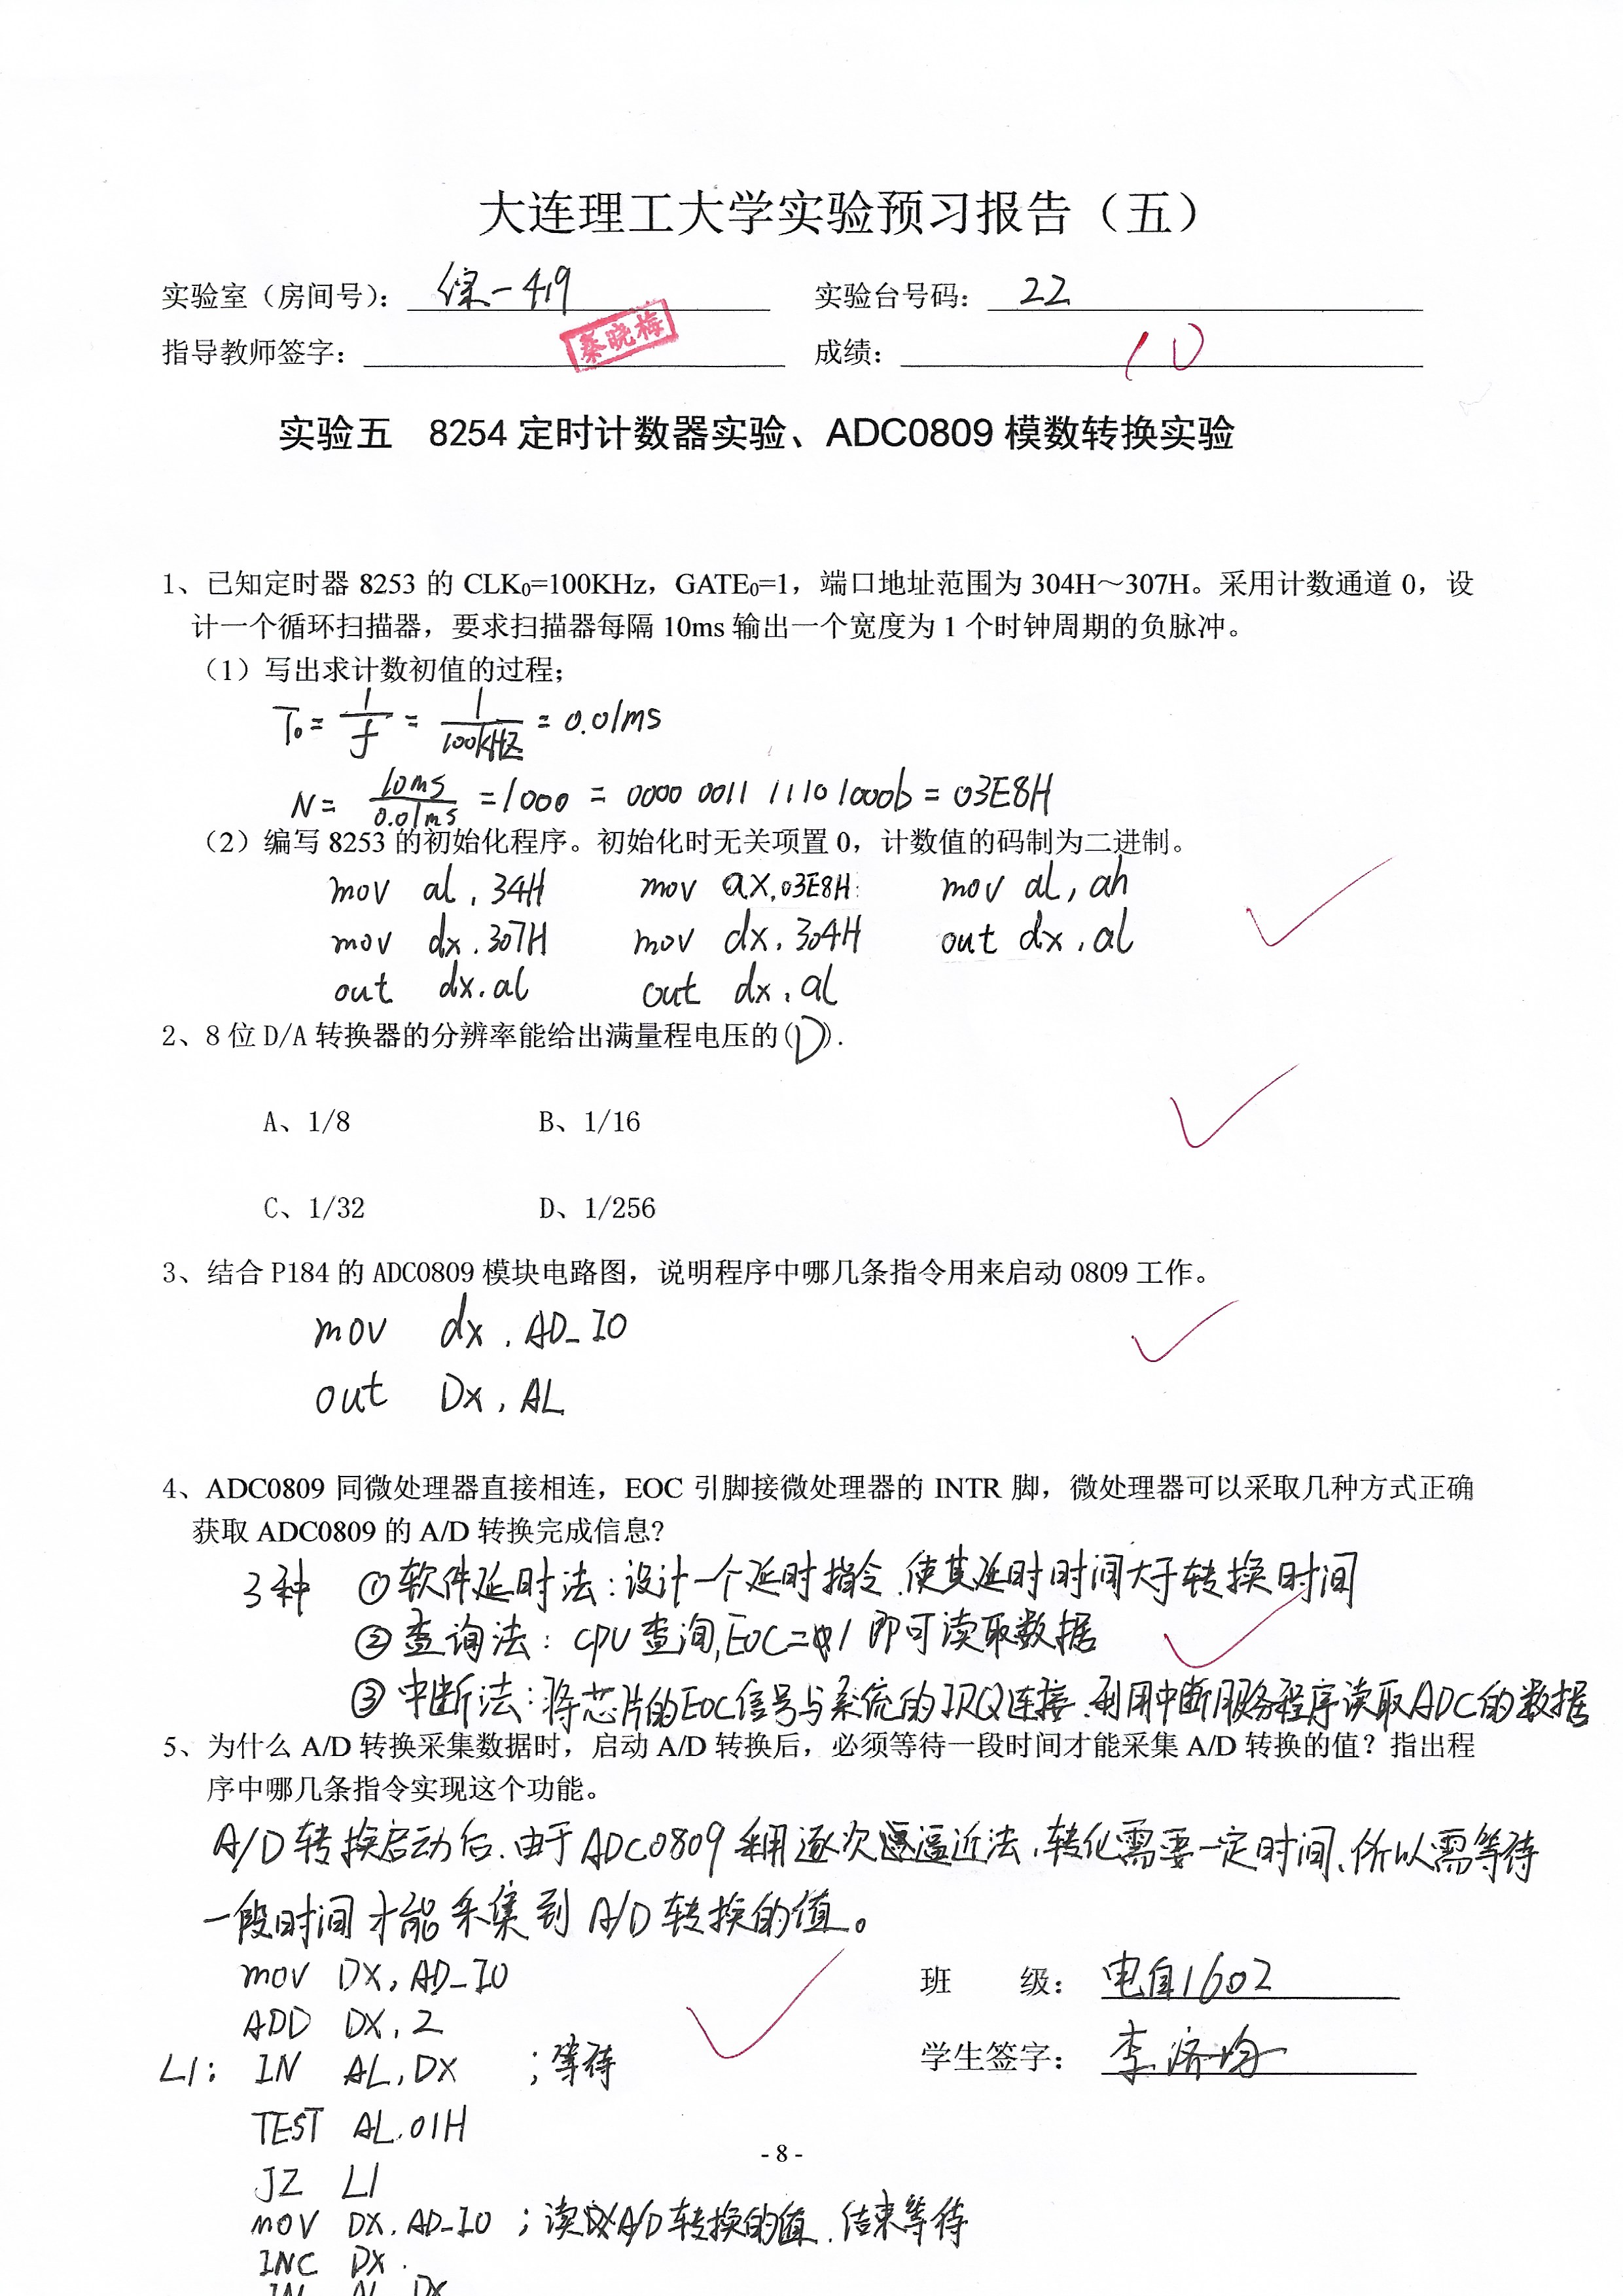 大连理工大学实验预习报告（五）
实验室（房间号）： 综-419 实验台号码： 22
指导教师签字： 秦晓梅 成绩： 10
实验五 8254 定时计数器实验、ADC0809 模数转换实验
1、已知定时器 8253 的 CLK₀=100KHz，GATE₀=1，端口地址范围为 304H～307H。采用计数通道 0，设
计一个循环扫描器，要求扫描器每隔 10ms 输出一个宽度为 1 个时钟周期的负脉冲。
（1）写出求计数初值的过程；
T₀ = 1/f = 1/100KHZ = 0.01ms
N = 10ms/0.01ms = 1000 = 0000 0011 1110 1000b = 03E8H
（2）编写 8253 的初始化程序。初始化时无关项置 0，计数值的码制为二进制。
mov al, 34H mov ax, 03E8H mov al, ah
mov dx, 307H mov dx, 304H out dx, al
out dx, al out dx, al
2、8 位 D/A 转换器的分辨率能给出满量程电压的(D).
A、1/8 B、1/16
C、1/32 D、1/256
3、结合 P184 的 ADC0809 模块电路图，说明程序中哪几条指令用来启动 0809 工作。
mov dx, AD_IO
out DX, AL
4、ADC0809 同微处理器直接相连，EOC 引脚接微处理器的 INTR 脚，微处理器可以采取几种方式正确
获取 ADC0809 的 A/D 转换完成信息?
3种 ①软件延时法：设计一个延时指令，使其延时时间大于转换时间
②查询法：CPU查询,EOC=1即可读取数据
③中断法：将芯片的EOC信号与系统的IRQ连接，利用中断服务程序读取ADC的数据
5、为什么 A/D 转换采集数据时，启动 A/D 转换后，必须等待一段时间才能采集 A/D 转换的值？指出程
序中哪几条指令实现这个功能。
A/D转换启动后，由于ADC0809采用逐次逼近法，转化需要一定时间，所以需等待
一段时间才能采集到A/D转换的值。
mov DX, AD_IO 班 级： 电自1602
ADD DX, 2
L1: IN AL, DX ;等待 学生签字： 李济均
TEST AL, 01H
- 8 -
JZ L1
MOV DX, AD_IO ;读A/D转换的值，结束等待
INC DX
IN AL, DX